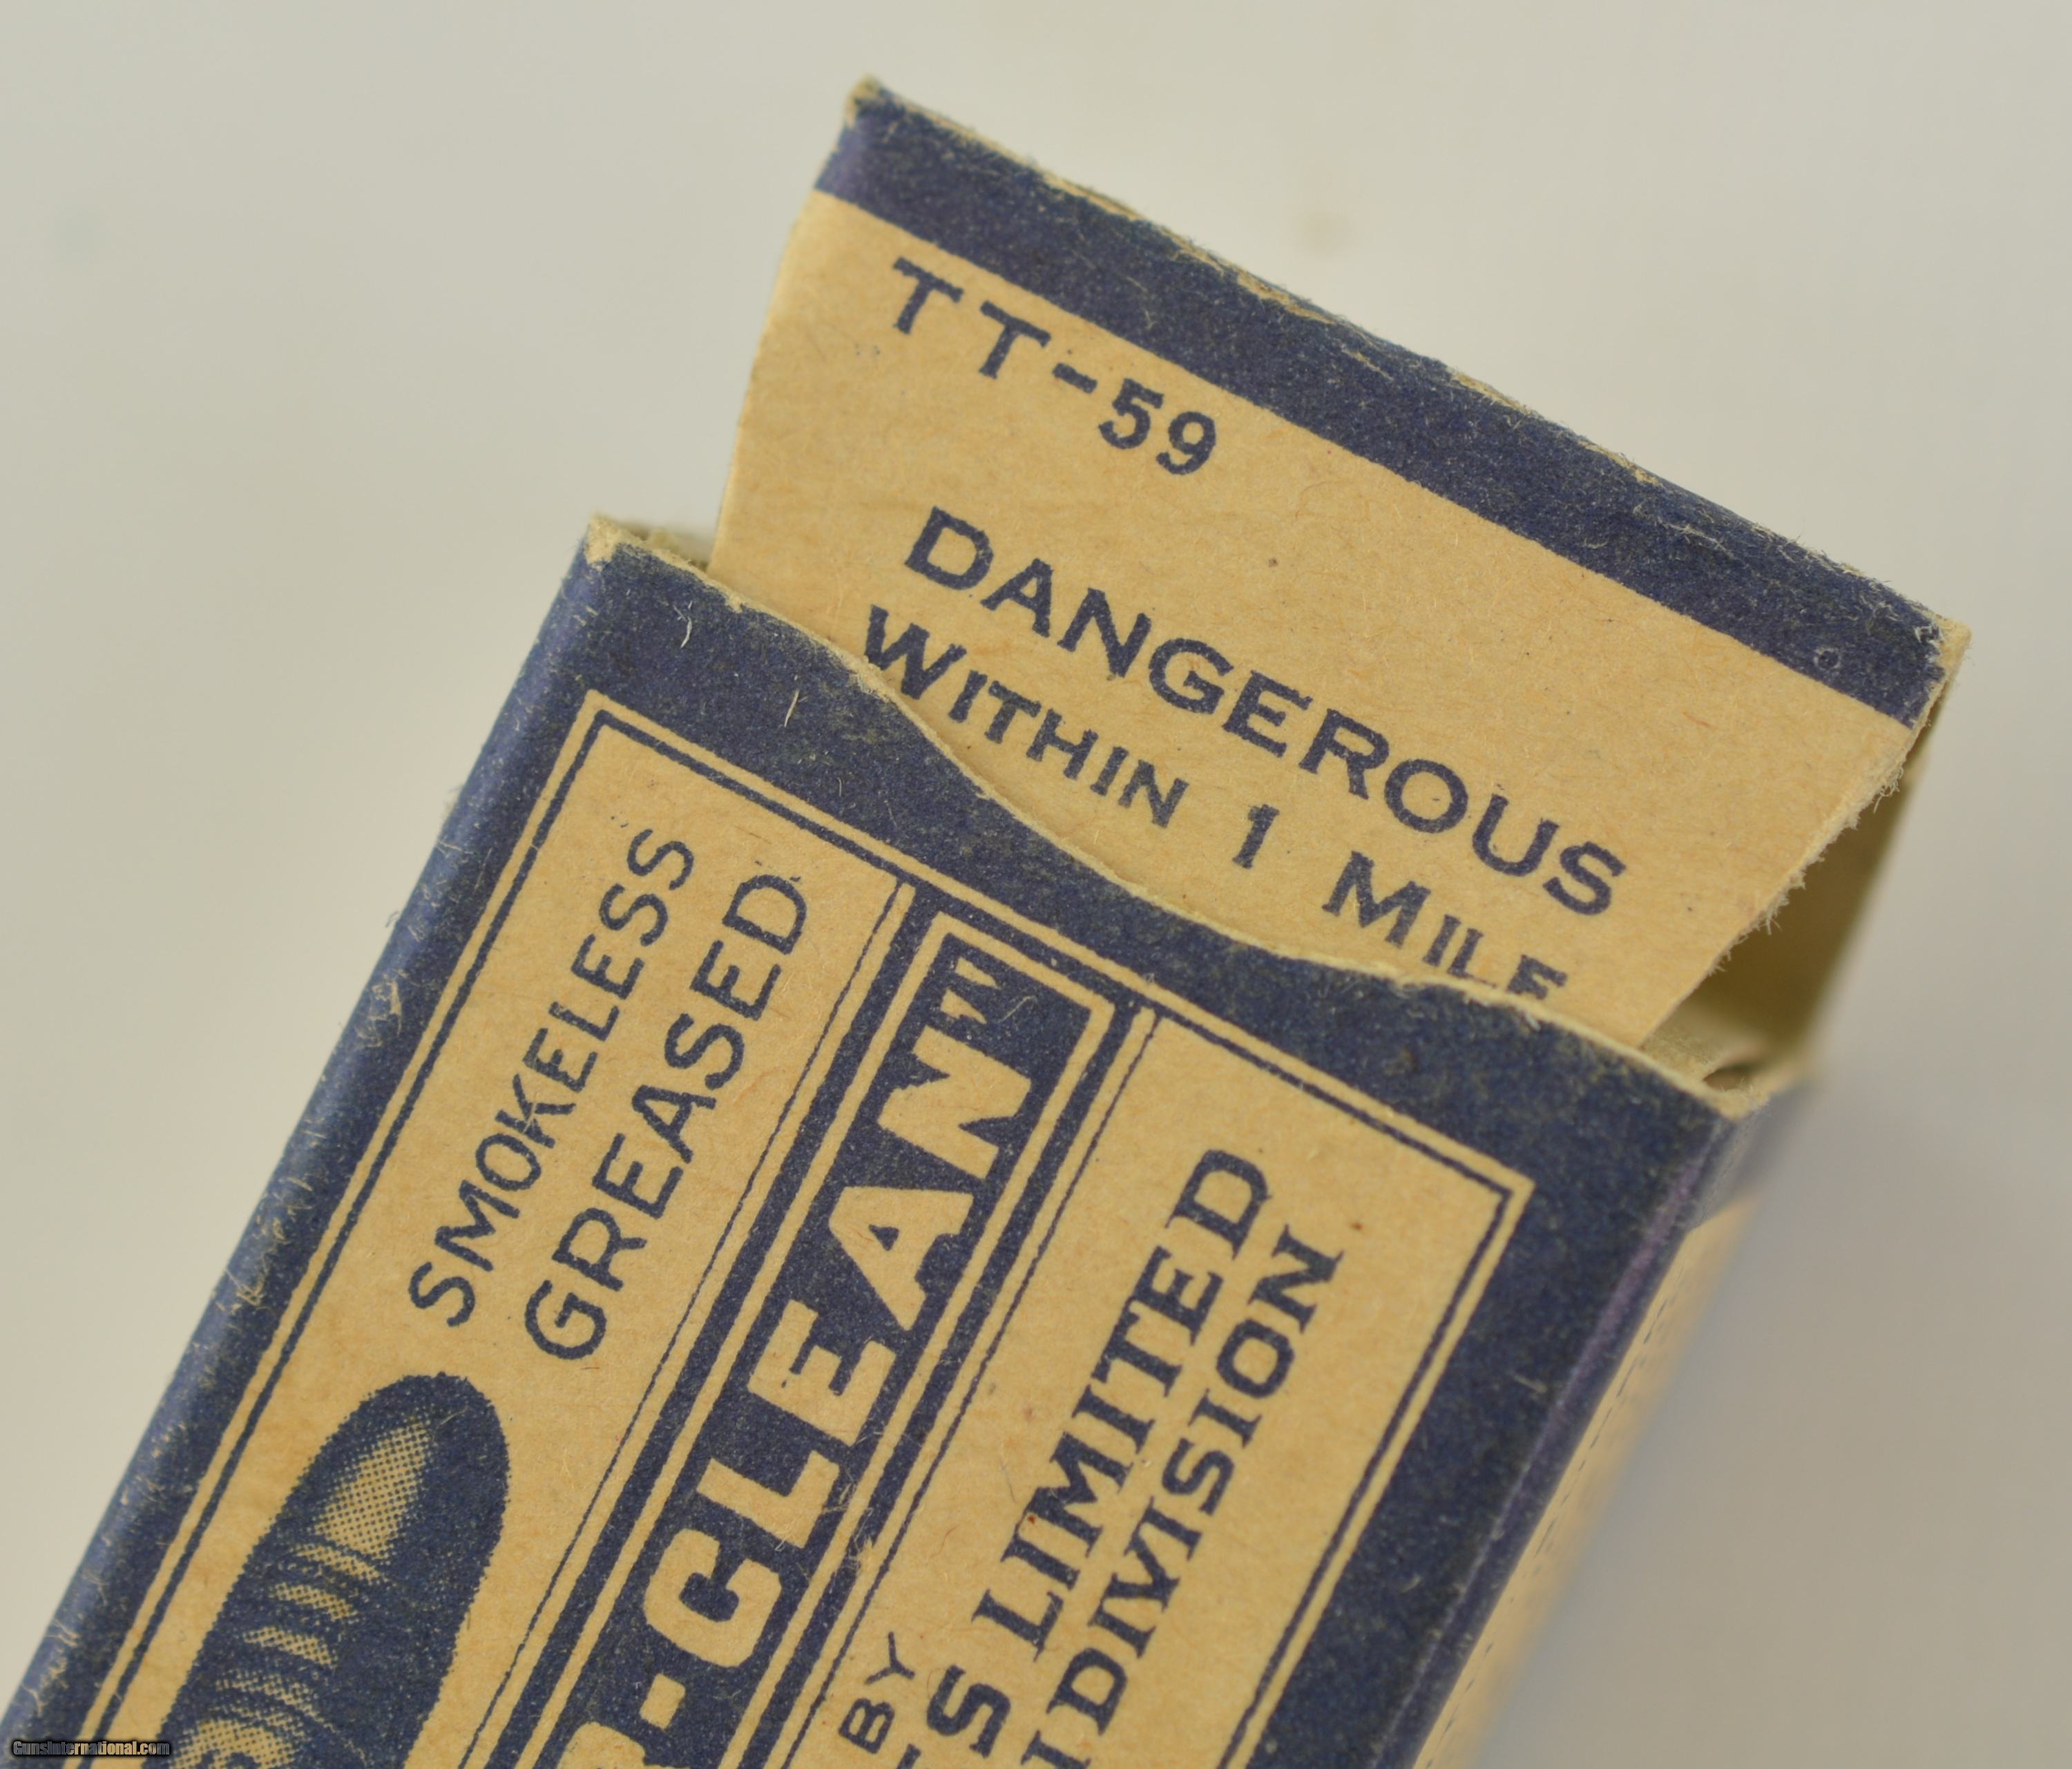 TT-59
DANGEROUS
WITHIN 1 MILE
SMOKELESS
GREASED
CLEAN"
BY
S LIMITED
DIVISION
GunsInternational.com